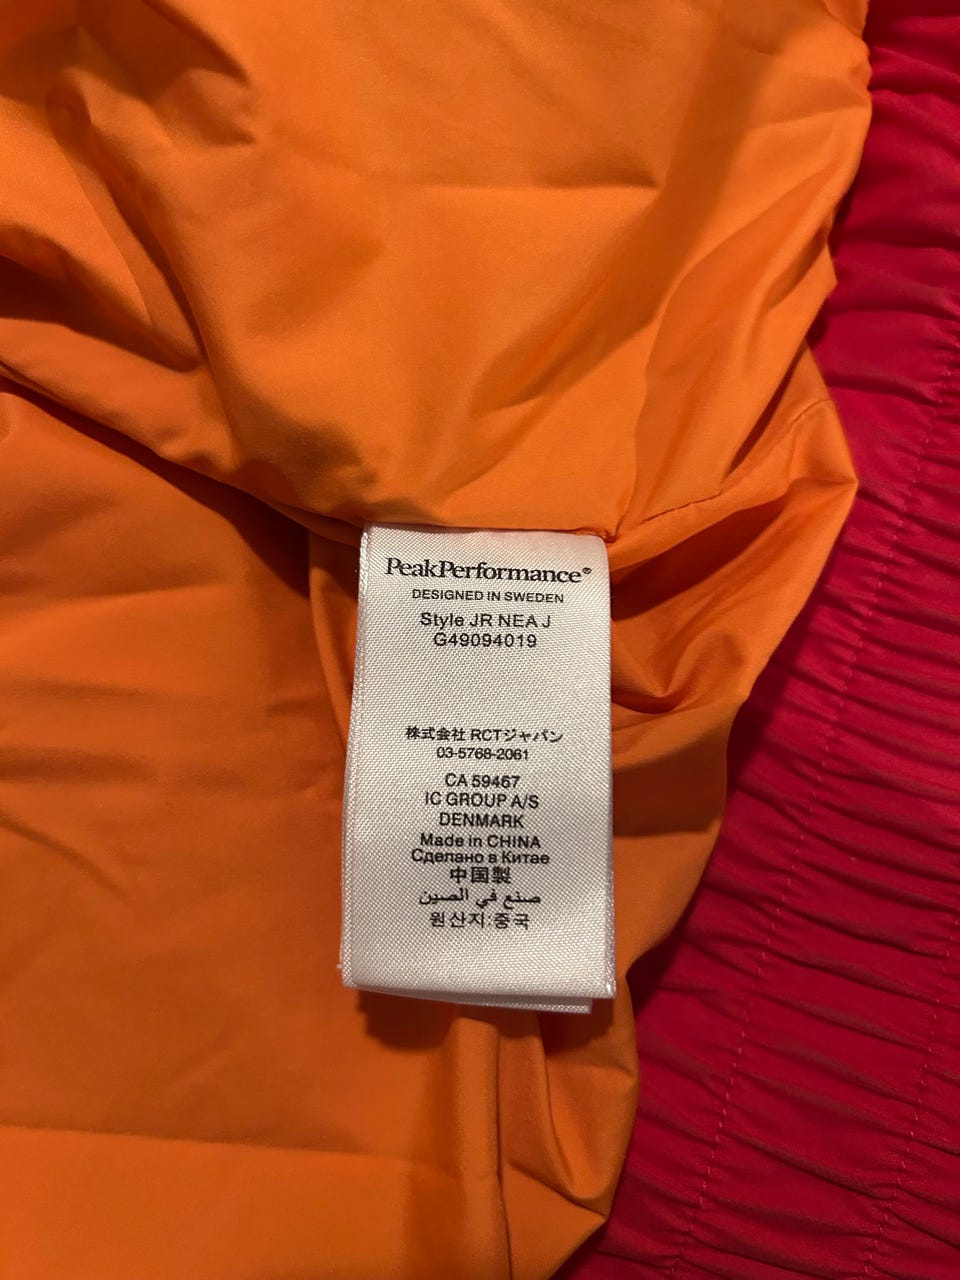 PeakPerformance®
DESIGNED IN SWEDEN
Style JR NEA J
G49094019
株式会社 RCTジャパン
03-5768-2061
CA 59467
IC GROUP A/S
DENMARK
Made in CHINA
Сделано в Китае
中国製
صنع في الصين
원산지:중국